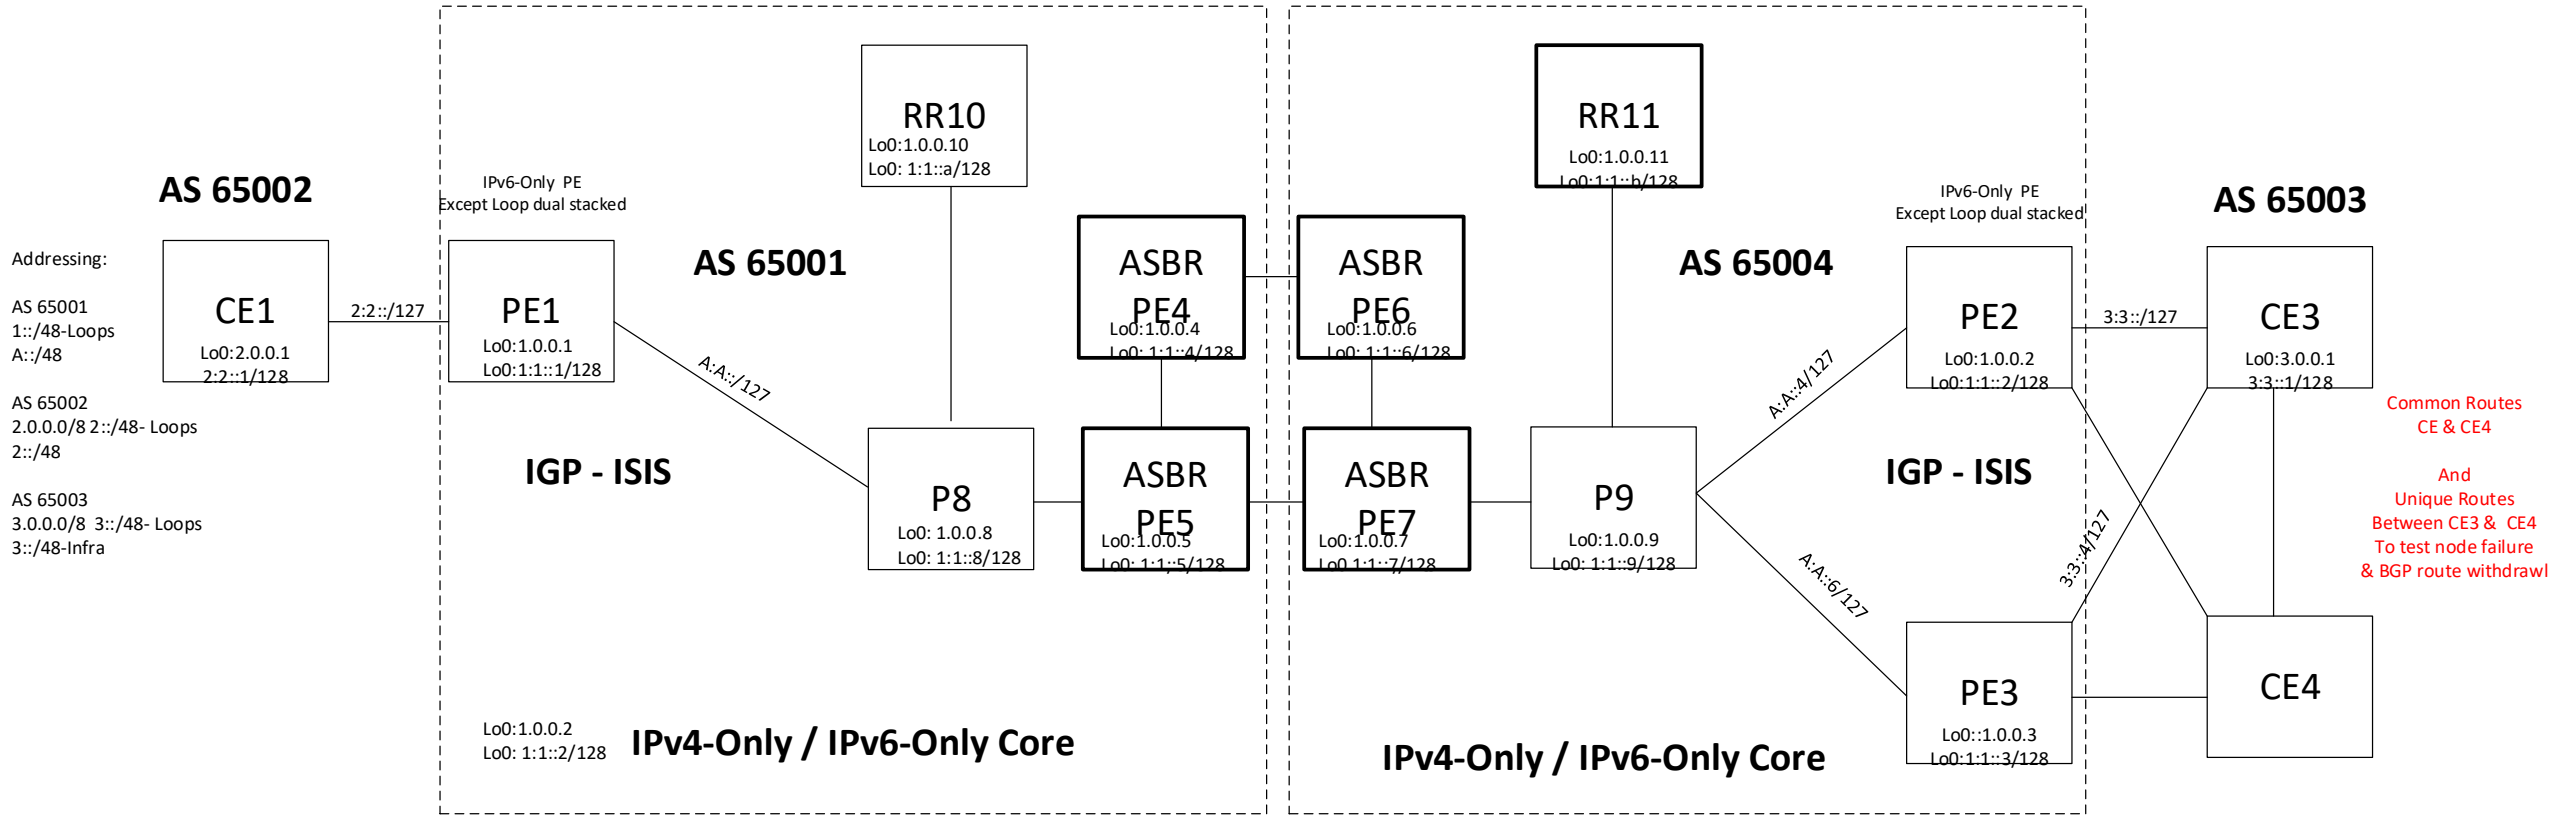 Addressing:
AS 65001
1::/48-Loops
A::/48
AS 65002
2.0.0.0/8 2::/48- Loops
2::/48
AS 65003
3.0.0.0/8  3::/48- Loops
3::/48-Infra
AS 65002
CE1
Lo0:2.0.0.1
2:2::1/128
2:2::/127
IPv6-Only  PE
Except Loop dual stacked
PE1
Lo0:1.0.0.1
Lo0:1:1::1/128
A:A::/127
AS 65001
IGP - ISIS
RR10
Lo0:1.0.0.10
Lo0: 1:1::a/128
P8
Lo0: 1.0.0.8
Lo0: 1:1::8/128
ASBR
PE4
Lo0:1.0.0.4
Lo0: 1:1::4/128
ASBR
PE5
Lo0:1.0.0.5
Lo0: 1:1::5/128
Lo0:1.0.0.2
Lo0: 1:1::2/128
IPv4-Only / IPv6-Only Core
ASBR
PE6
Lo0:1.0.0.6
Lo0: 1:1::6/128
ASBR
PE7
Lo0:1.0.0.7
Lo0 1:1::7/128
RR11
Lo0:1.0.0.11
Lo0:1:1::b/128
P9
Lo0:1.0.0.9
Lo0: 1:1::9/128
AS 65004
IGP - ISIS
A:A::4/127
A:A::6/127
IPv6-Only  PE
Except Loop dual stacked
PE2
Lo0:1.0.0.2
Lo0:1:1::2/128
PE3
Lo0::1.0.0.3
Lo0:1:1::3/128
IPv4-Only / IPv6-Only Core
3:3::/127
3:3::4/127
AS 65003
CE3
Lo0:3.0.0.1
3:3::1/128
CE4
Common Routes
CE & CE4
And
Unique Routes
Between CE3 &  CE4
To test node failure
& BGP route withdrawl